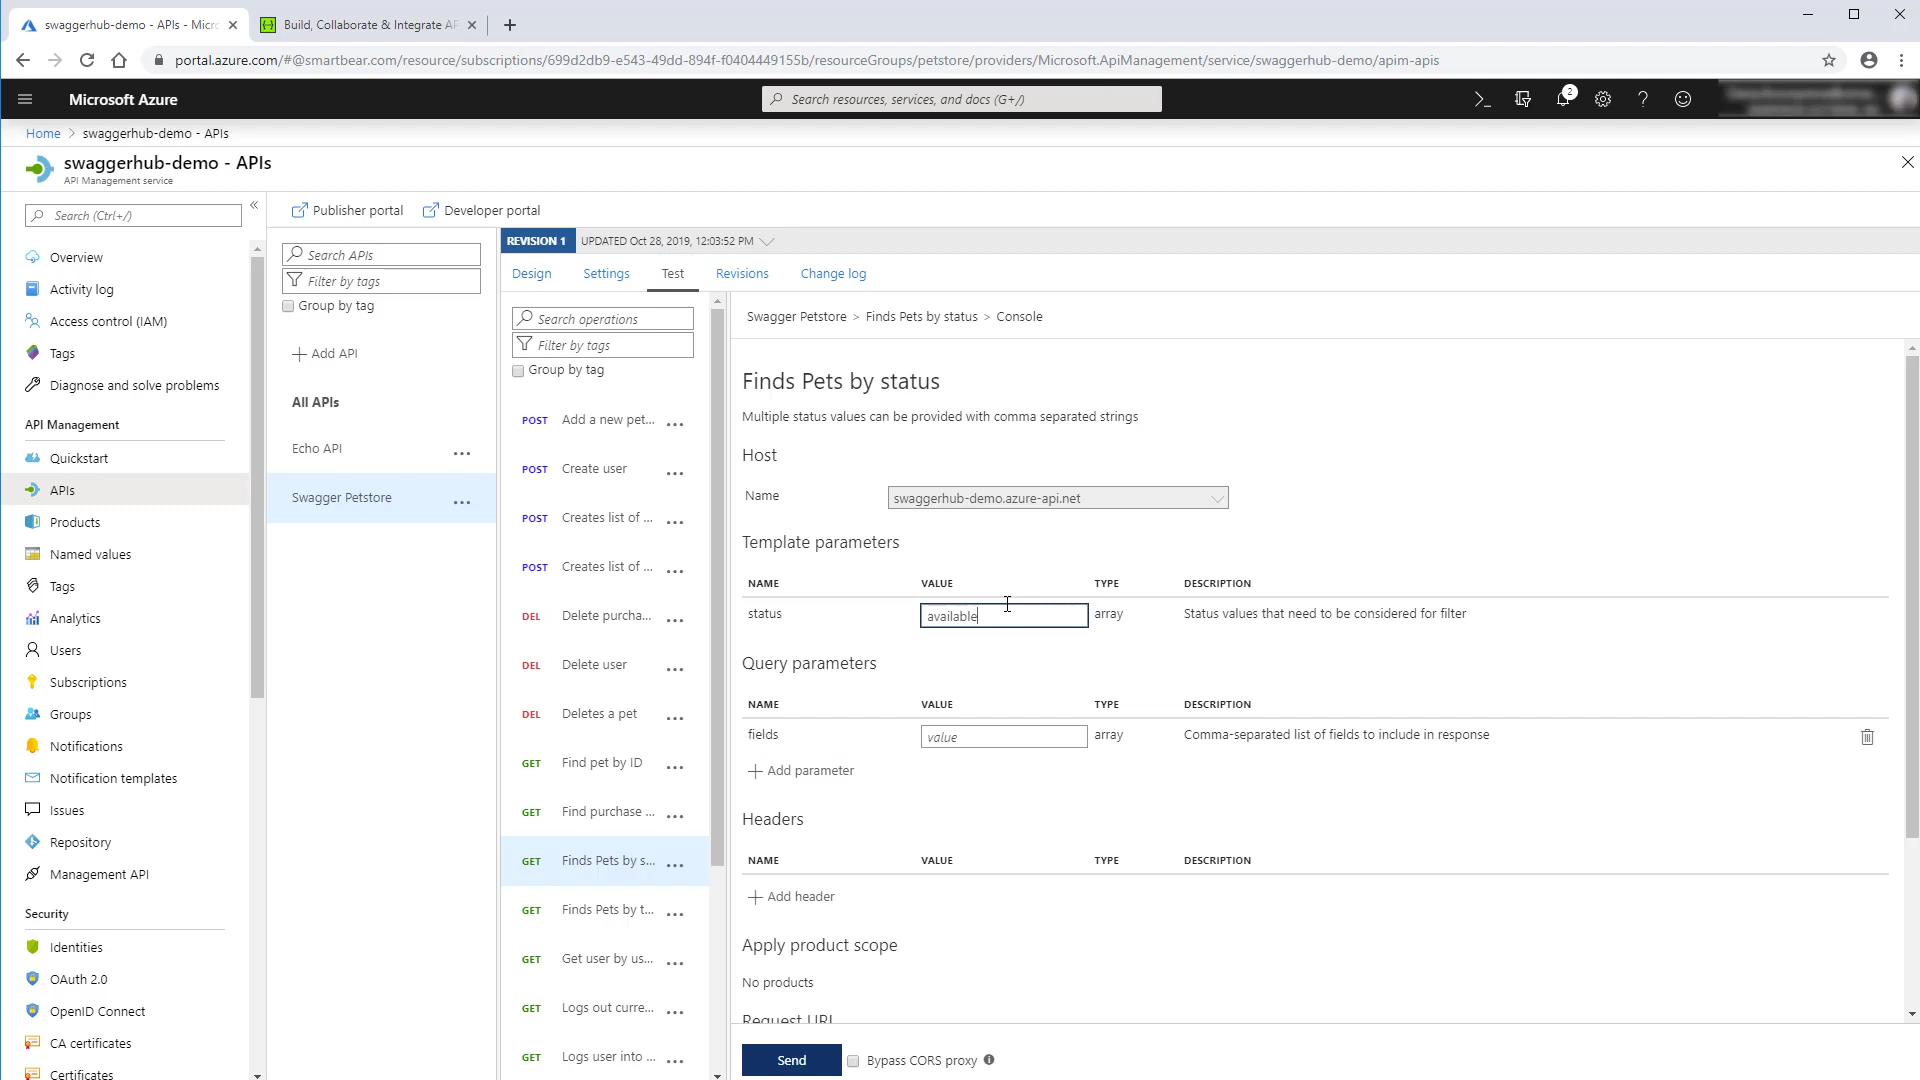 swaggerhub-demo - APIs - Micro
Build, Collaborate & Integrate AP
portal.azure.com/#@smartbear.com/resource/subscriptions/699d2db9-e543-49dd-894f-f0404449155b/resourceGroups/petstore/providers/Microsoft.ApiManagement/service/swaggerhub-demo/apim-apis
Microsoft Azure
Search resources, services, and docs (G+/)
2
Home > swaggerhub-demo - APIs
swaggerhub-demo - APIs
API Management service
Search (Ctrl+/)
Overview
Activity log
Access control (IAM)
Tags
Diagnose and solve problems
API Management
Quickstart
APIs
Products
Named values
Tags
Analytics
Users
Subscriptions
Groups
Notifications
Notification templates
Issues
Repository
Management API
Security
Identities
OAuth 2.0
OpenID Connect
CA certificates
Certificates
Publisher portal
Developer portal
Search APIs
Filter by tags
Group by tag
Add API
All APIs
Echo API ...
Swagger Petstore ...
REVISION 1 UPDATED Oct 28, 2019, 12:03:52 PM
Design Settings Test Revisions Change log
Search operations
Filter by tags
Group by tag
POST Add a new pet... ...
POST Create user ...
POST Creates list of ... ...
POST Creates list of ... ...
DEL Delete purcha... ...
DEL Delete user ...
DEL Deletes a pet ...
GET Find pet by ID ...
GET Find purchase ... ...
GET Finds Pets by s... ...
GET Finds Pets by t... ...
GET Get user by us... ...
GET Logs out curre... ...
GET Logs user into ... ...
Swagger Petstore > Finds Pets by status > Console
Finds Pets by status
Multiple status values can be provided with comma separated strings
Host
Name swaggerhub-demo.azure-api.net
Template parameters
NAME VALUE TYPE DESCRIPTION
status available array Status values that need to be considered for filter
Query parameters
NAME VALUE TYPE DESCRIPTION
fields value array Comma-separated list of fields to include in response
Add parameter
Headers
NAME VALUE TYPE DESCRIPTION
Add header
Apply product scope
No products
Request URL
Send Bypass CORS proxy